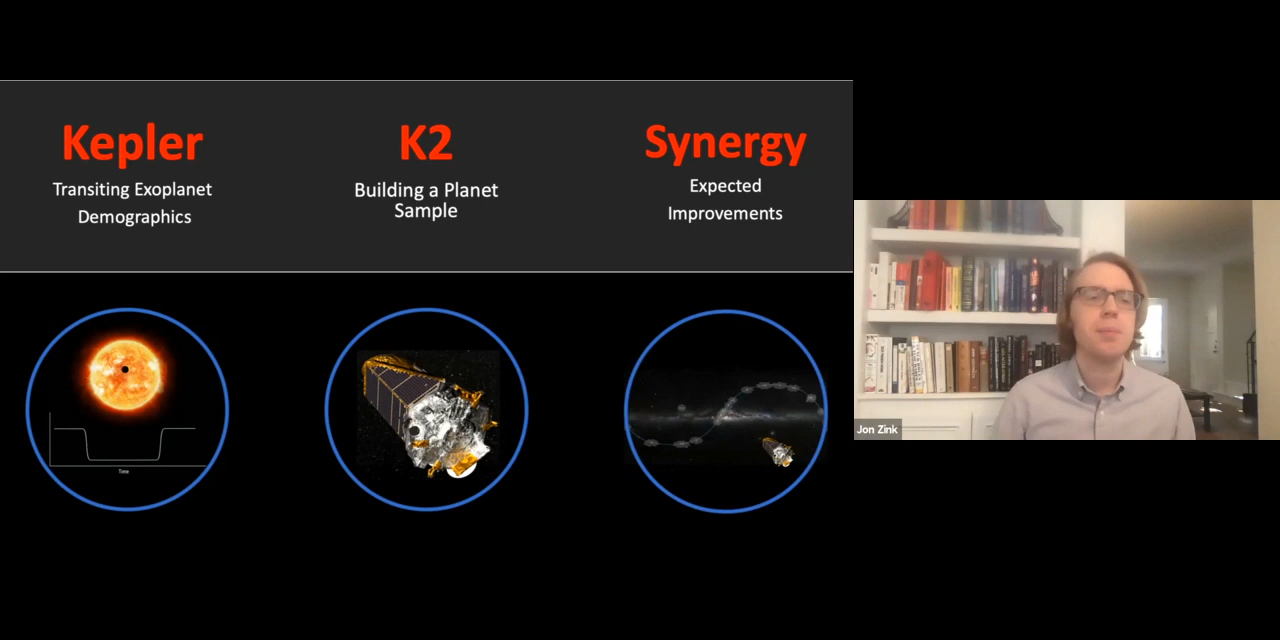 Kepler
Transiting Exoplanet
Demographics
K2
Building a Planet
Sample
Synergy
Expected
Improvements
Time
Jon Zink